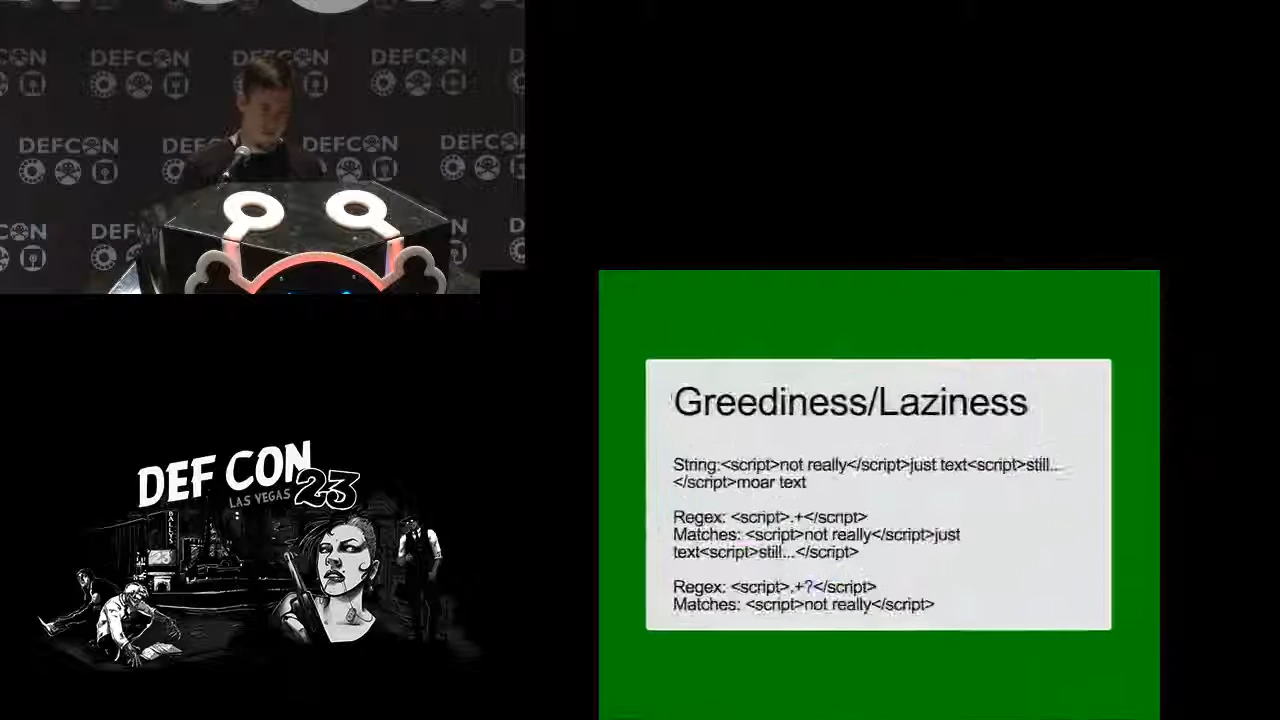 DEFCON DEFCON DEFCON
DEFCON DEFCON DEFCON
DEFCON
Greediness/Laziness
String:<script>not really</script>just text<script>still...
</script>moar text
Regex: <script>.+</script>
Matches: <script>not really</script>just
text<script>still...</script>
Regex: <script>.+?</script>
Matches: <script>not really</script>
DEF CON
23
LAS VEGAS
BALLYS